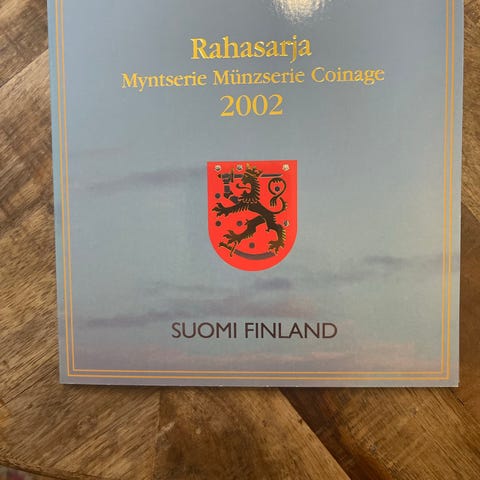 Rahasarja
Myntserie Münzserie Coinage
2002
SUOMI FINLAND